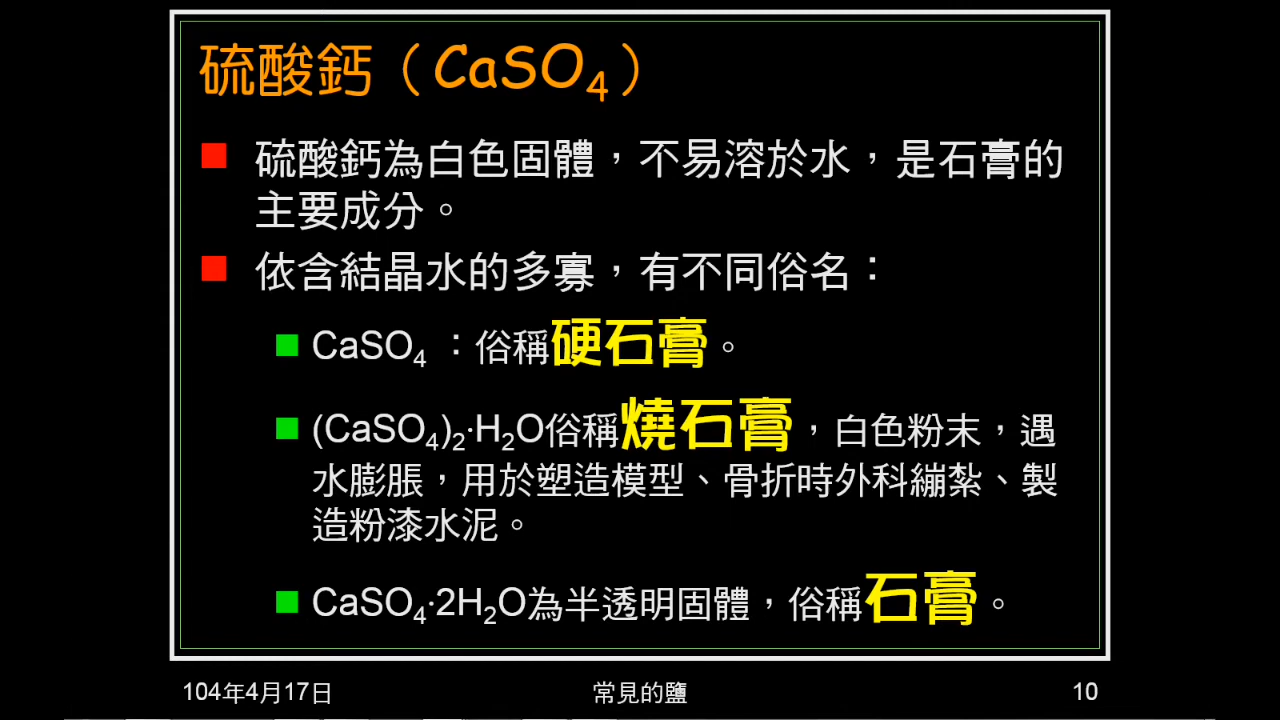 硫酸鈣（CaSO₄）
硫酸鈣為白色固體，不易溶於水，是石膏的
主要成分。
依含結晶水的多寡，有不同俗名：
CaSO₄ ：俗稱硬石膏。
(CaSO₄)₂·H₂O俗稱燒石膏，白色粉末，遇
水膨脹，用於塑造模型、骨折時外科繃紮、製
造粉漆水泥。
CaSO₄·2H₂O為半透明固體，俗稱石膏。
104年4月17日
常見的鹽
10